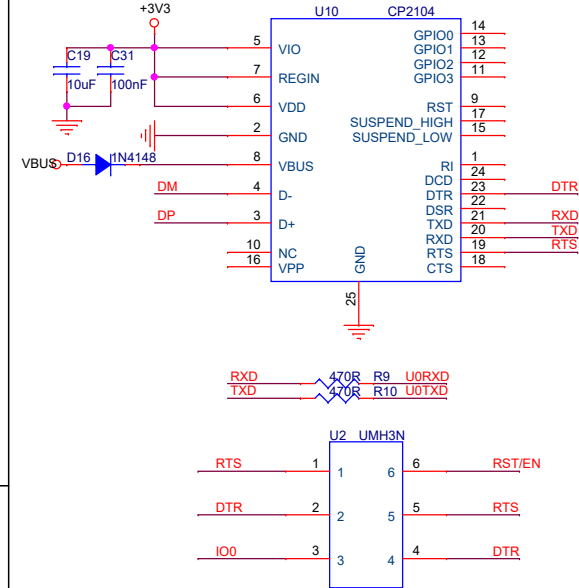 +3V3
U10 CP2104
C19 C31
10uF 100nF
5 VIO
7 REGIN
6 VDD
2 GND
VBUS D16 1N4148 8 VBUS
DM 4 D-
DP 3 D+
10 NC
16 VPP
GND
25
GPIO0 14
GPIO1 13
GPIO2 12
GPIO3 11
RST 9
SUSPEND_HIGH 17
SUSPEND_LOW 15
RI 1
DCD 24
DTR 23 DTR
DSR 22
TXD 21 RXD
RXD 20 TXD
RTS 19 RTS
CTS 18
RXD 470R R9 U0RXD
TXD 470R R10 U0TXD
U2 UMH3N
RTS 1 1 6 6 RST/EN
DTR 2 2 5 5 RTS
IO0 3 3 4 4 DTR